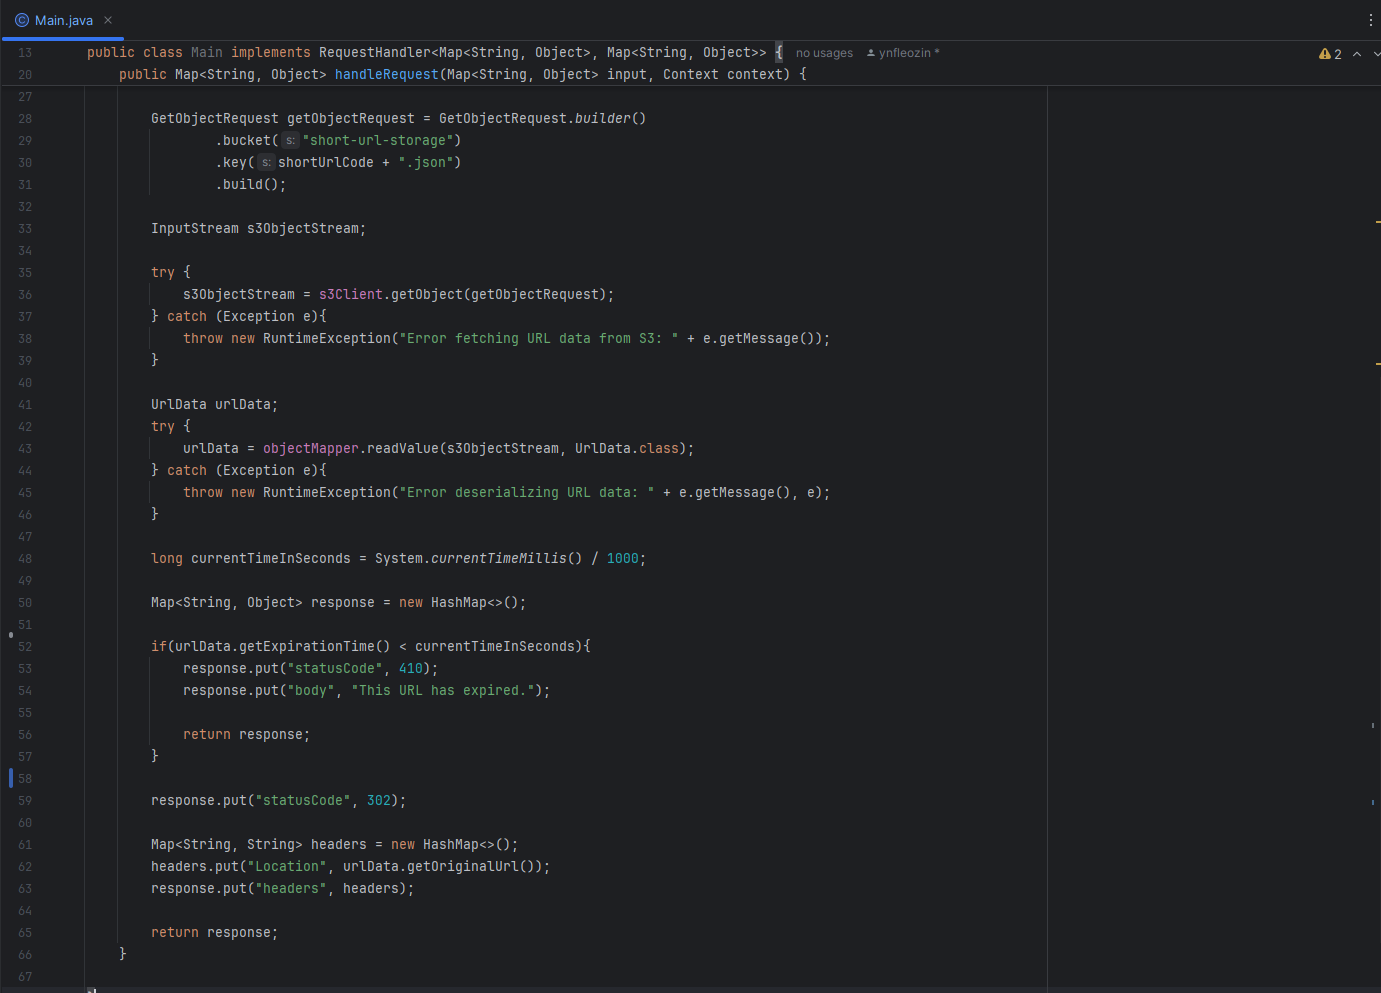 Main.java
13 public class Main implements RequestHandler<Map<String, Object>, Map<String, Object>> { no usages ynfleozin * 2
20 public Map<String, Object> handleRequest(Map<String, Object> input, Context context) {
27
28 GetObjectRequest getObjectRequest = GetObjectRequest.builder()
29 .bucket( s: "short-url-storage")
30 .key( s: shortUrlCode + ".json")
31 .build();
32
33 InputStream s3ObjectStream;
34
35 try {
36 s3ObjectStream = s3Client.getObject(getObjectRequest);
37 } catch (Exception e){
38 throw new RuntimeException("Error fetching URL data from S3: " + e.getMessage());
39 }
40
41 UrlData urlData;
42 try {
43 urlData = objectMapper.readValue(s3ObjectStream, UrlData.class);
44 } catch (Exception e){
45 throw new RuntimeException("Error deserializing URL data: " + e.getMessage(), e);
46 }
47
48 long currentTimeInSeconds = System.currentTimeMillis() / 1000;
49
50 Map<String, Object> response = new HashMap<>();
51
52 if(urlData.getExpirationTime() < currentTimeInSeconds){
53 response.put("statusCode", 410);
54 response.put("body", "This URL has expired.");
55
56 return response;
57 }
58
59 response.put("statusCode", 302);
60
61 Map<String, String> headers = new HashMap<>();
62 headers.put("Location", urlData.getOriginalUrl());
63 response.put("headers", headers);
64
65 return response;
66 }
67